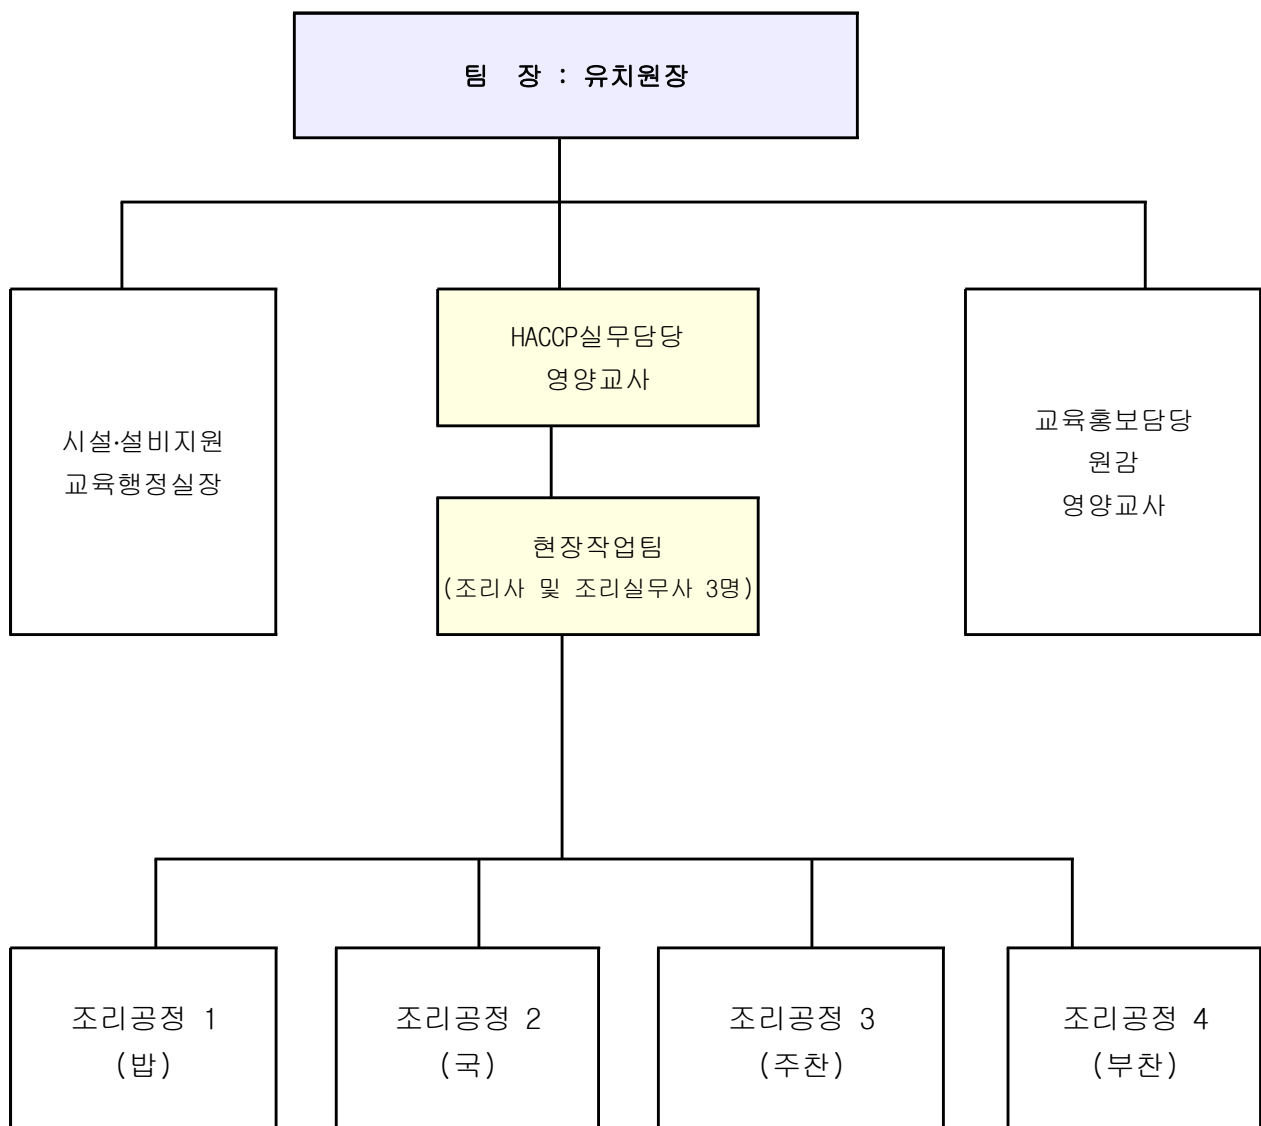 팀 장 : 유치원장
시설·설비지원
교육행정실장
HACCP실무담당
영양교사
현장작업팀
(조리사 및 조리실무사 3명)
교육홍보담당
원감
영양교사
조리공정 1
(밥)
조리공정 2
(국)
조리공정 3
(주찬)
조리공정 4
(부찬)